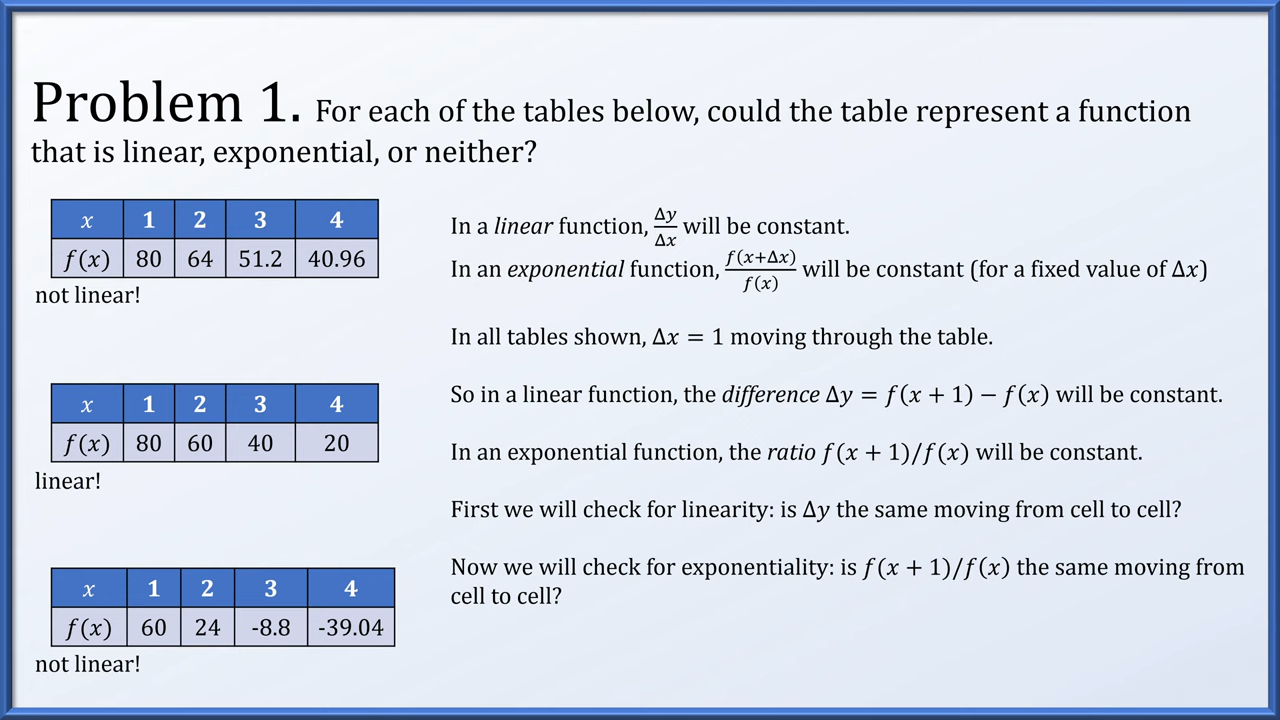 Problem 1. For each of the tables below, could the table represent a function
that is linear, exponential, or neither?
x 1 2 3 4
f(x) 80 64 51.2 40.96
not linear!
x 1 2 3 4
f(x) 80 60 40 20
linear!
x 1 2 3 4
f(x) 60 24 -8.8 -39.04
not linear!
In a linear function, Δy/Δx will be constant.
In an exponential function, f(x+Δx)/f(x) will be constant (for a fixed value of Δx)
In all tables shown, Δx = 1 moving through the table.
So in a linear function, the difference Δy = f(x + 1) − f(x) will be constant.
In an exponential function, the ratio f(x + 1)/f(x) will be constant.
First we will check for linearity: is Δy the same moving from cell to cell?
Now we will check for exponentiality: is f(x + 1)/f(x) the same moving from
cell to cell?